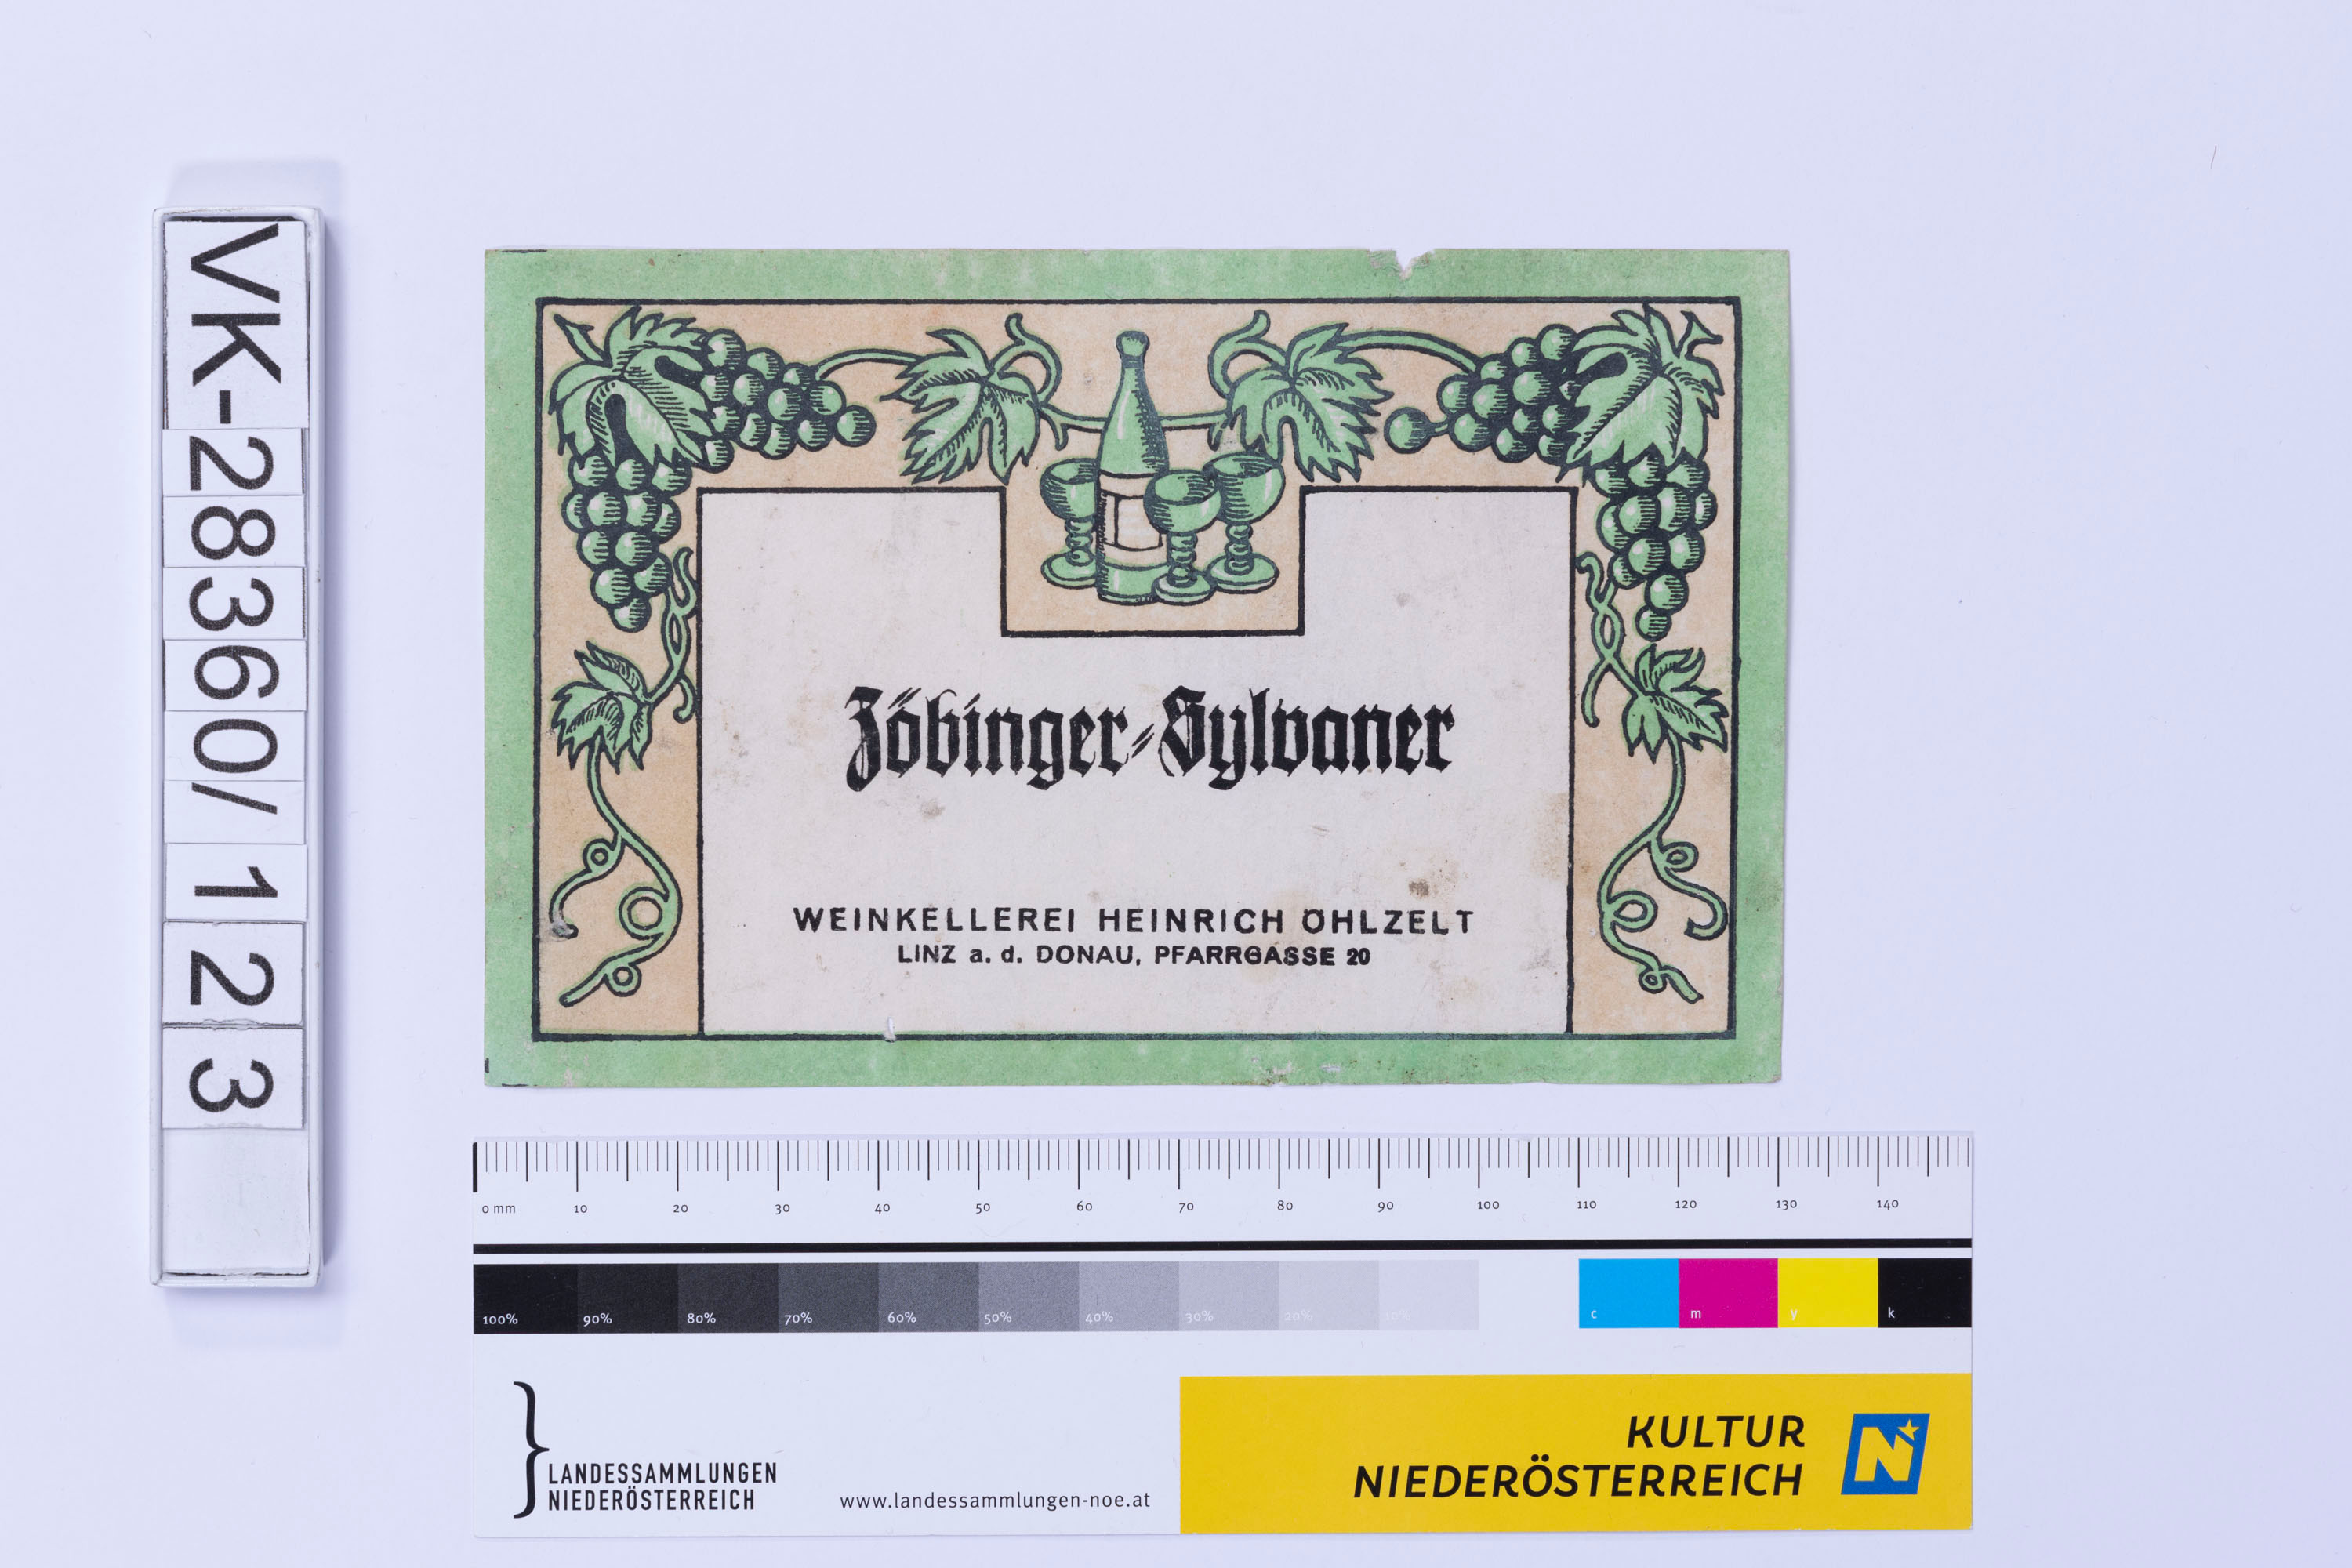 VK-28360/123
Zöbinger-Sylvaner
WEINKELLEREI HEINRICH ÖHLZELT
LINZ a. d. DONAU, PFARRGASSE 20
0 mm 10 20 30 40 50 60 70 80 90 100 110 120 130 140
100% 90% 80% 70% 60% 50% 40% 30% 20% 10% c m y k
LANDESSAMMLUNGEN
NIEDERÖSTERREICH
www.landessammlungen-noe.at
KULTUR
NIEDERÖSTERREICH
N